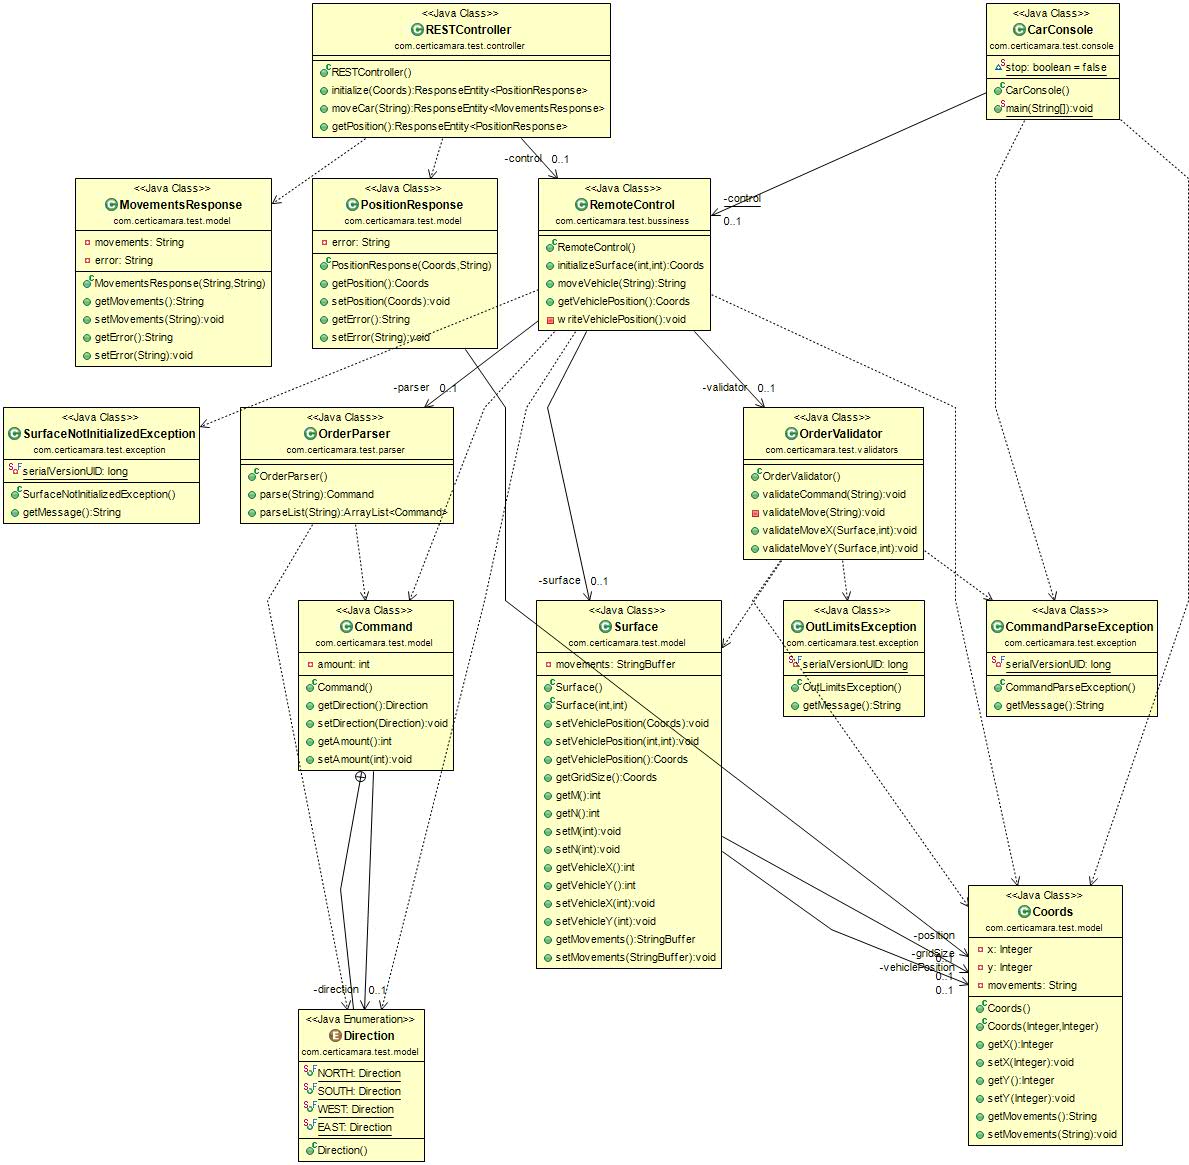 <<Java Class>>
RESTController
com.certicamara.test.controller
RESTController()
initialize(Coords):ResponseEntity<PositionResponse>
moveCar(String):ResponseEntity<MovementsResponse>
getPosition():ResponseEntity<PositionResponse>
<<Java Class>>
CarConsole
com.certicamara.test.console
stop: boolean = false
CarConsole()
main(String[]):void
-control 0..1
-control
0..1
<<Java Class>>
MovementsResponse
com.certicamara.test.model
movements: String
error: String
MovementsResponse(String,String)
getMovements():String
setMovements(String):void
getError():String
setError(String):void
<<Java Class>>
PositionResponse
com.certicamara.test.model
error: String
PositionResponse(Coords,String)
getPosition():Coords
setPosition(Coords):void
getError():String
setError(String):void
<<Java Class>>
RemoteControl
com.certicamara.test.bussiness
RemoteControl()
initializeSurface(int,int):Coords
moveVehicle(String):String
getVehiclePosition():Coords
writeVehiclePosition():void
-parser 0..1
-validator 0..1
<<Java Class>>
SurfaceNotInitializedException
com.certicamara.test.exception
serialVersionUID: long
SurfaceNotInitializedException()
getMessage():String
<<Java Class>>
OrderParser
com.certicamara.test.parser
OrderParser()
parse(String):Command
parseList(String):ArrayList<Command>
<<Java Class>>
OrderValidator
com.certicamara.test.validators
OrderValidator()
validateCommand(String):void
validateMove(String):void
validateMoveX(Surface,int):void
validateMoveY(Surface,int):void
-surface 0..1
<<Java Class>>
Command
com.certicamara.test.model
amount: int
Command()
getDirection():Direction
setDirection(Direction):void
getAmount():int
setAmount(int):void
<<Java Class>>
Surface
com.certicamara.test.model
movements: StringBuffer
Surface()
Surface(int,int)
setVehiclePosition(Coords):void
setVehiclePosition(int,int):void
getVehiclePosition():Coords
getGridSize():Coords
getM():int
getN():int
setM(int):void
setN(int):void
getVehicleX():int
getVehicleY():int
setVehicleX(int):void
setVehicleY(int):void
getMovements():StringBuffer
setMovements(StringBuffer):void
<<Java Class>>
OutLimitsException
com.certicamara.test.exception
serialVersionUID: long
OutLimitsException()
getMessage():String
<<Java Class>>
CommandParseException
com.certicamara.test.exception
serialVersionUID: long
CommandParseException()
getMessage():String
-position
-gridSize
0..1
-vehiclePosition
0..1
0..1
<<Java Class>>
Coords
com.certicamara.test.model
x: Integer
y: Integer
movements: String
Coords()
Coords(Integer,Integer)
getX():Integer
setX(Integer):void
getY():Integer
setY(Integer):void
getMovements():String
setMovements(String):void
-direction 0..1
<<Java Enumeration>>
Direction
com.certicamara.test.model
NORTH: Direction
SOUTH: Direction
WEST: Direction
EAST: Direction
Direction()